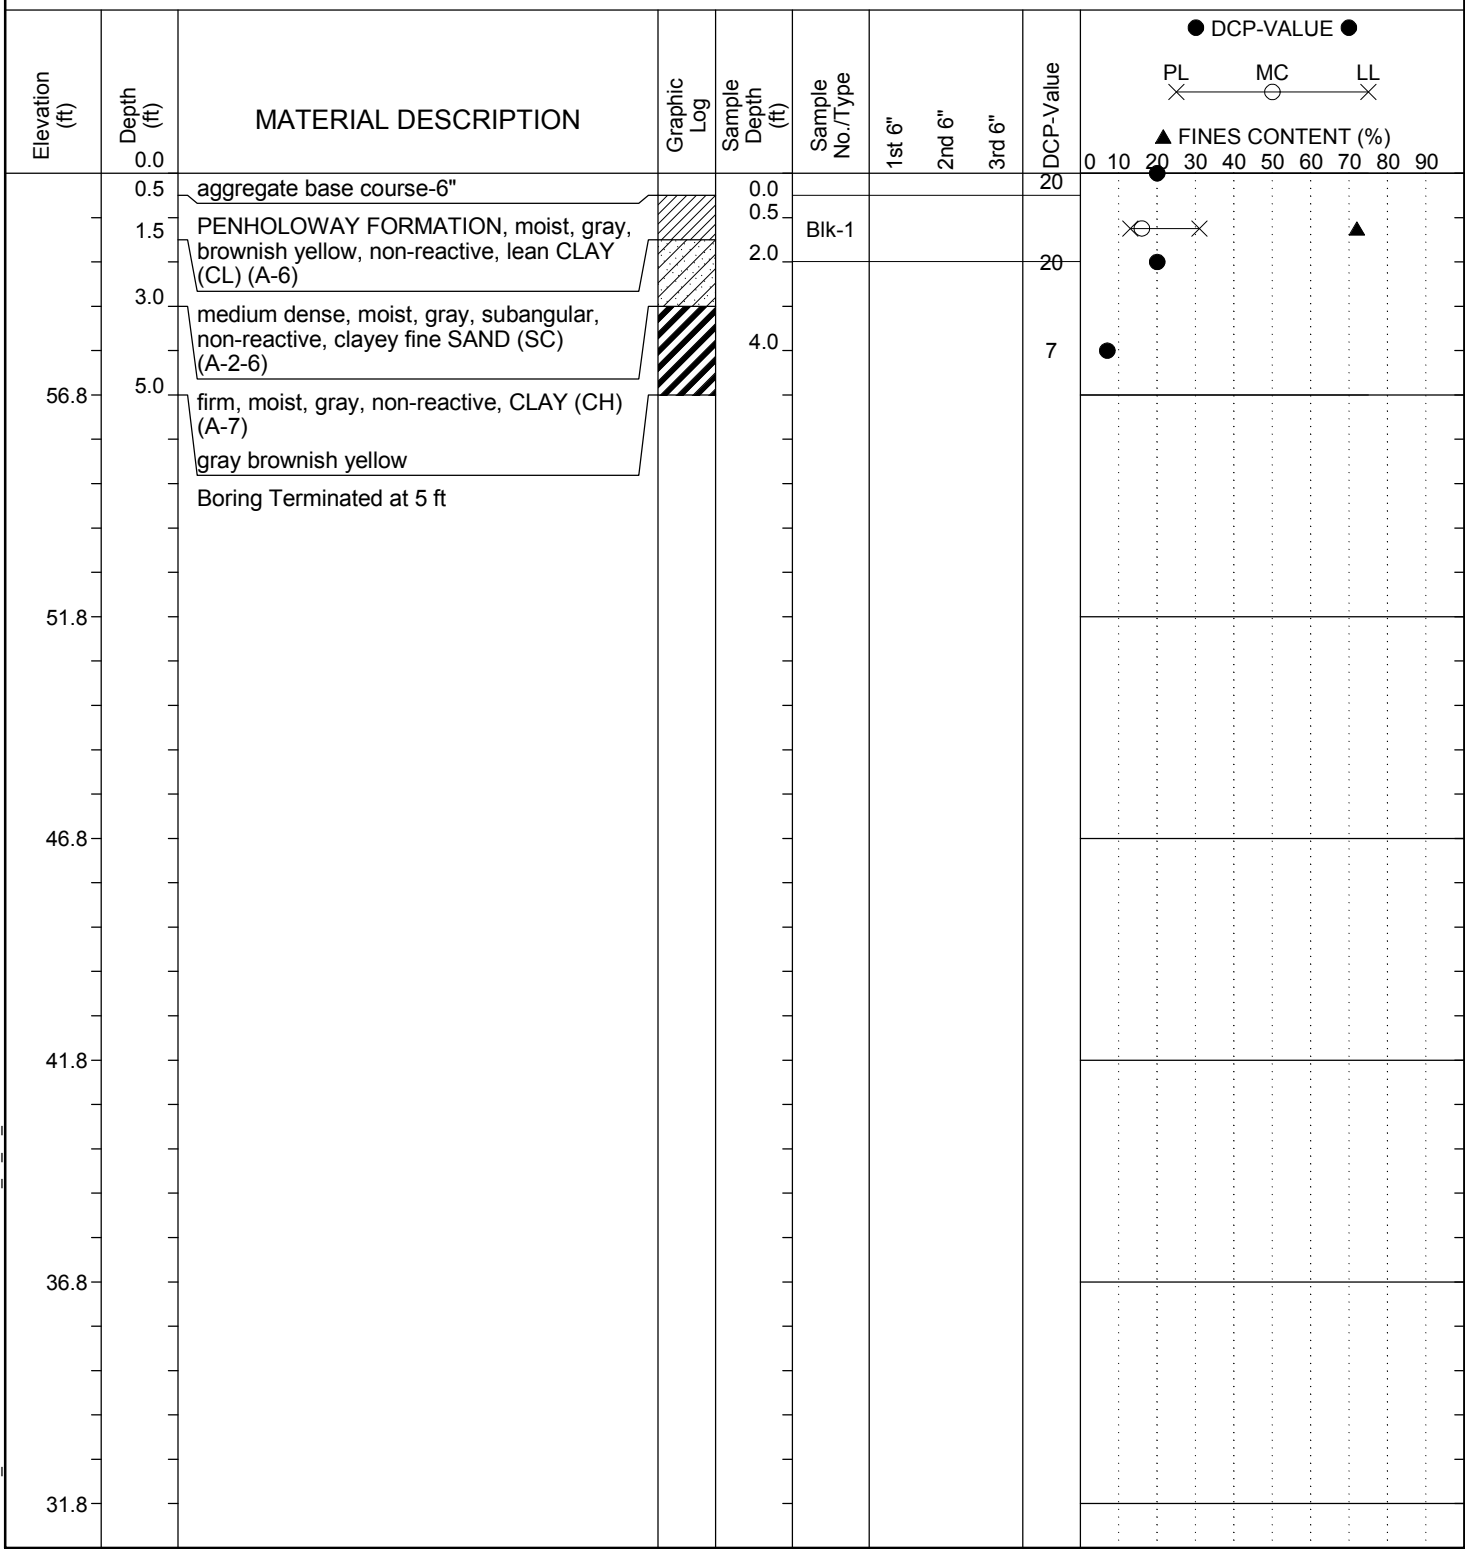 ● DCP-VALUE ●
PL MC LL
▲ FINES CONTENT (%)
0 10 20 30 40 50 60 70 80 90
Elevation
(ft)
Depth
(ft)
0.0
MATERIAL DESCRIPTION
Graphic
Log
Sample
Depth
(ft)
Sample
No./Type
1st 6"
2nd 6"
3rd 6"
DCP-Value
0.5 aggregate base course-6" 0.0 20
0.5
1.5 PENHOLOWAY FORMATION, moist, gray, Blk-1
brownish yellow, non-reactive, lean CLAY 2.0 20
(CL) (A-6)
3.0
medium dense, moist, gray, subangular,
non-reactive, clayey fine SAND (SC) 4.0 7
(A-2-6)
56.8 5.0
firm, moist, gray, non-reactive, CLAY (CH)
(A-7)
gray brownish yellow
Boring Terminated at 5 ft
51.8
46.8
41.8
36.8
31.8